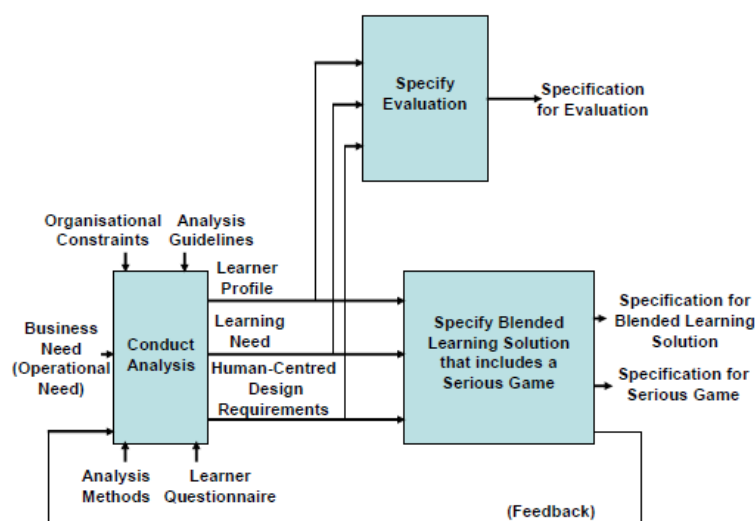 Specify
Evaluation
Specification
for Evaluation
Organisational
Constraints
Analysis
Guidelines
Learner
Profile
Business
Need
(Operational
Need)
Conduct
Analysis
Learning
Need
Human-Centred
Design
Requirements
Specify Blended
Learning Solution
that includes a
Serious Game
Specification for
Blended Learning
Solution
Specification for
Serious Game
Analysis
Methods
Learner
Questionnaire
(Feedback)